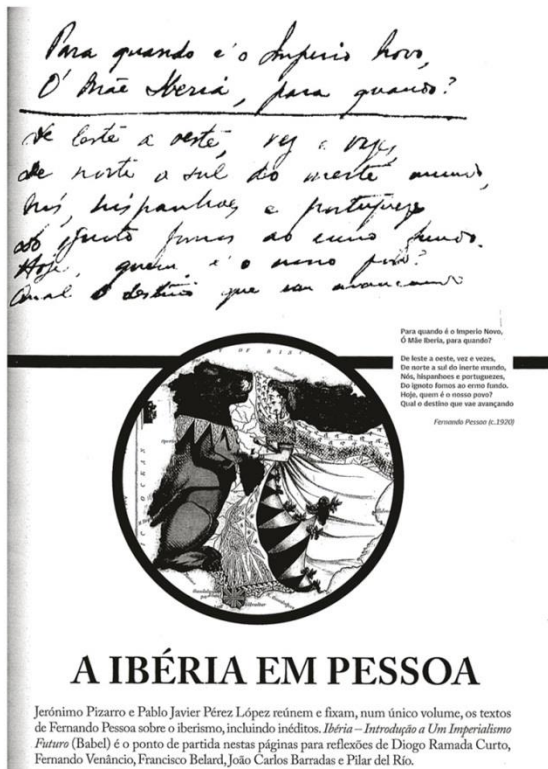 Para quando é o Imperio Novo,
Ó Mãe Iberia, para quando?
De leste a oeste, vez e vezes,
De norte a sul do inerte mundo,
Nós, hispanhoes e portuguezes
Do ignoto fomos ao ermo fundo.
Hoje, quem é o nosso povo?
Qual o destino que vae avançando
Para quando é o Imperio Novo,
Ó Mãe Iberia, para quando?
De leste a oeste, vez e vezes,
De norte a sul do inerte mundo,
Nós, hispanhoes e portuguezes,
Do ignoto fomos ao ermo fundo.
Hoje, quem é o nosso povo?
Qual o destino que vae avançando
Fernando Pessoa (c.1920)
A IBÉRIA EM PESSOA
Jerónimo Pizarro e Pablo Javier Pérez López reúnem e fixam, num único volume, os textos
de Fernando Pessoa sobre o iberismo, incluindo inéditos. Ibéria – Introdução a Um Imperialismo
Futuro (Babel) é o ponto de partida nestas páginas para reflexões de Diogo Ramada Curto,
Fernando Venâncio, Francisco Belard, João Carlos Barradas e Pilar del Río.